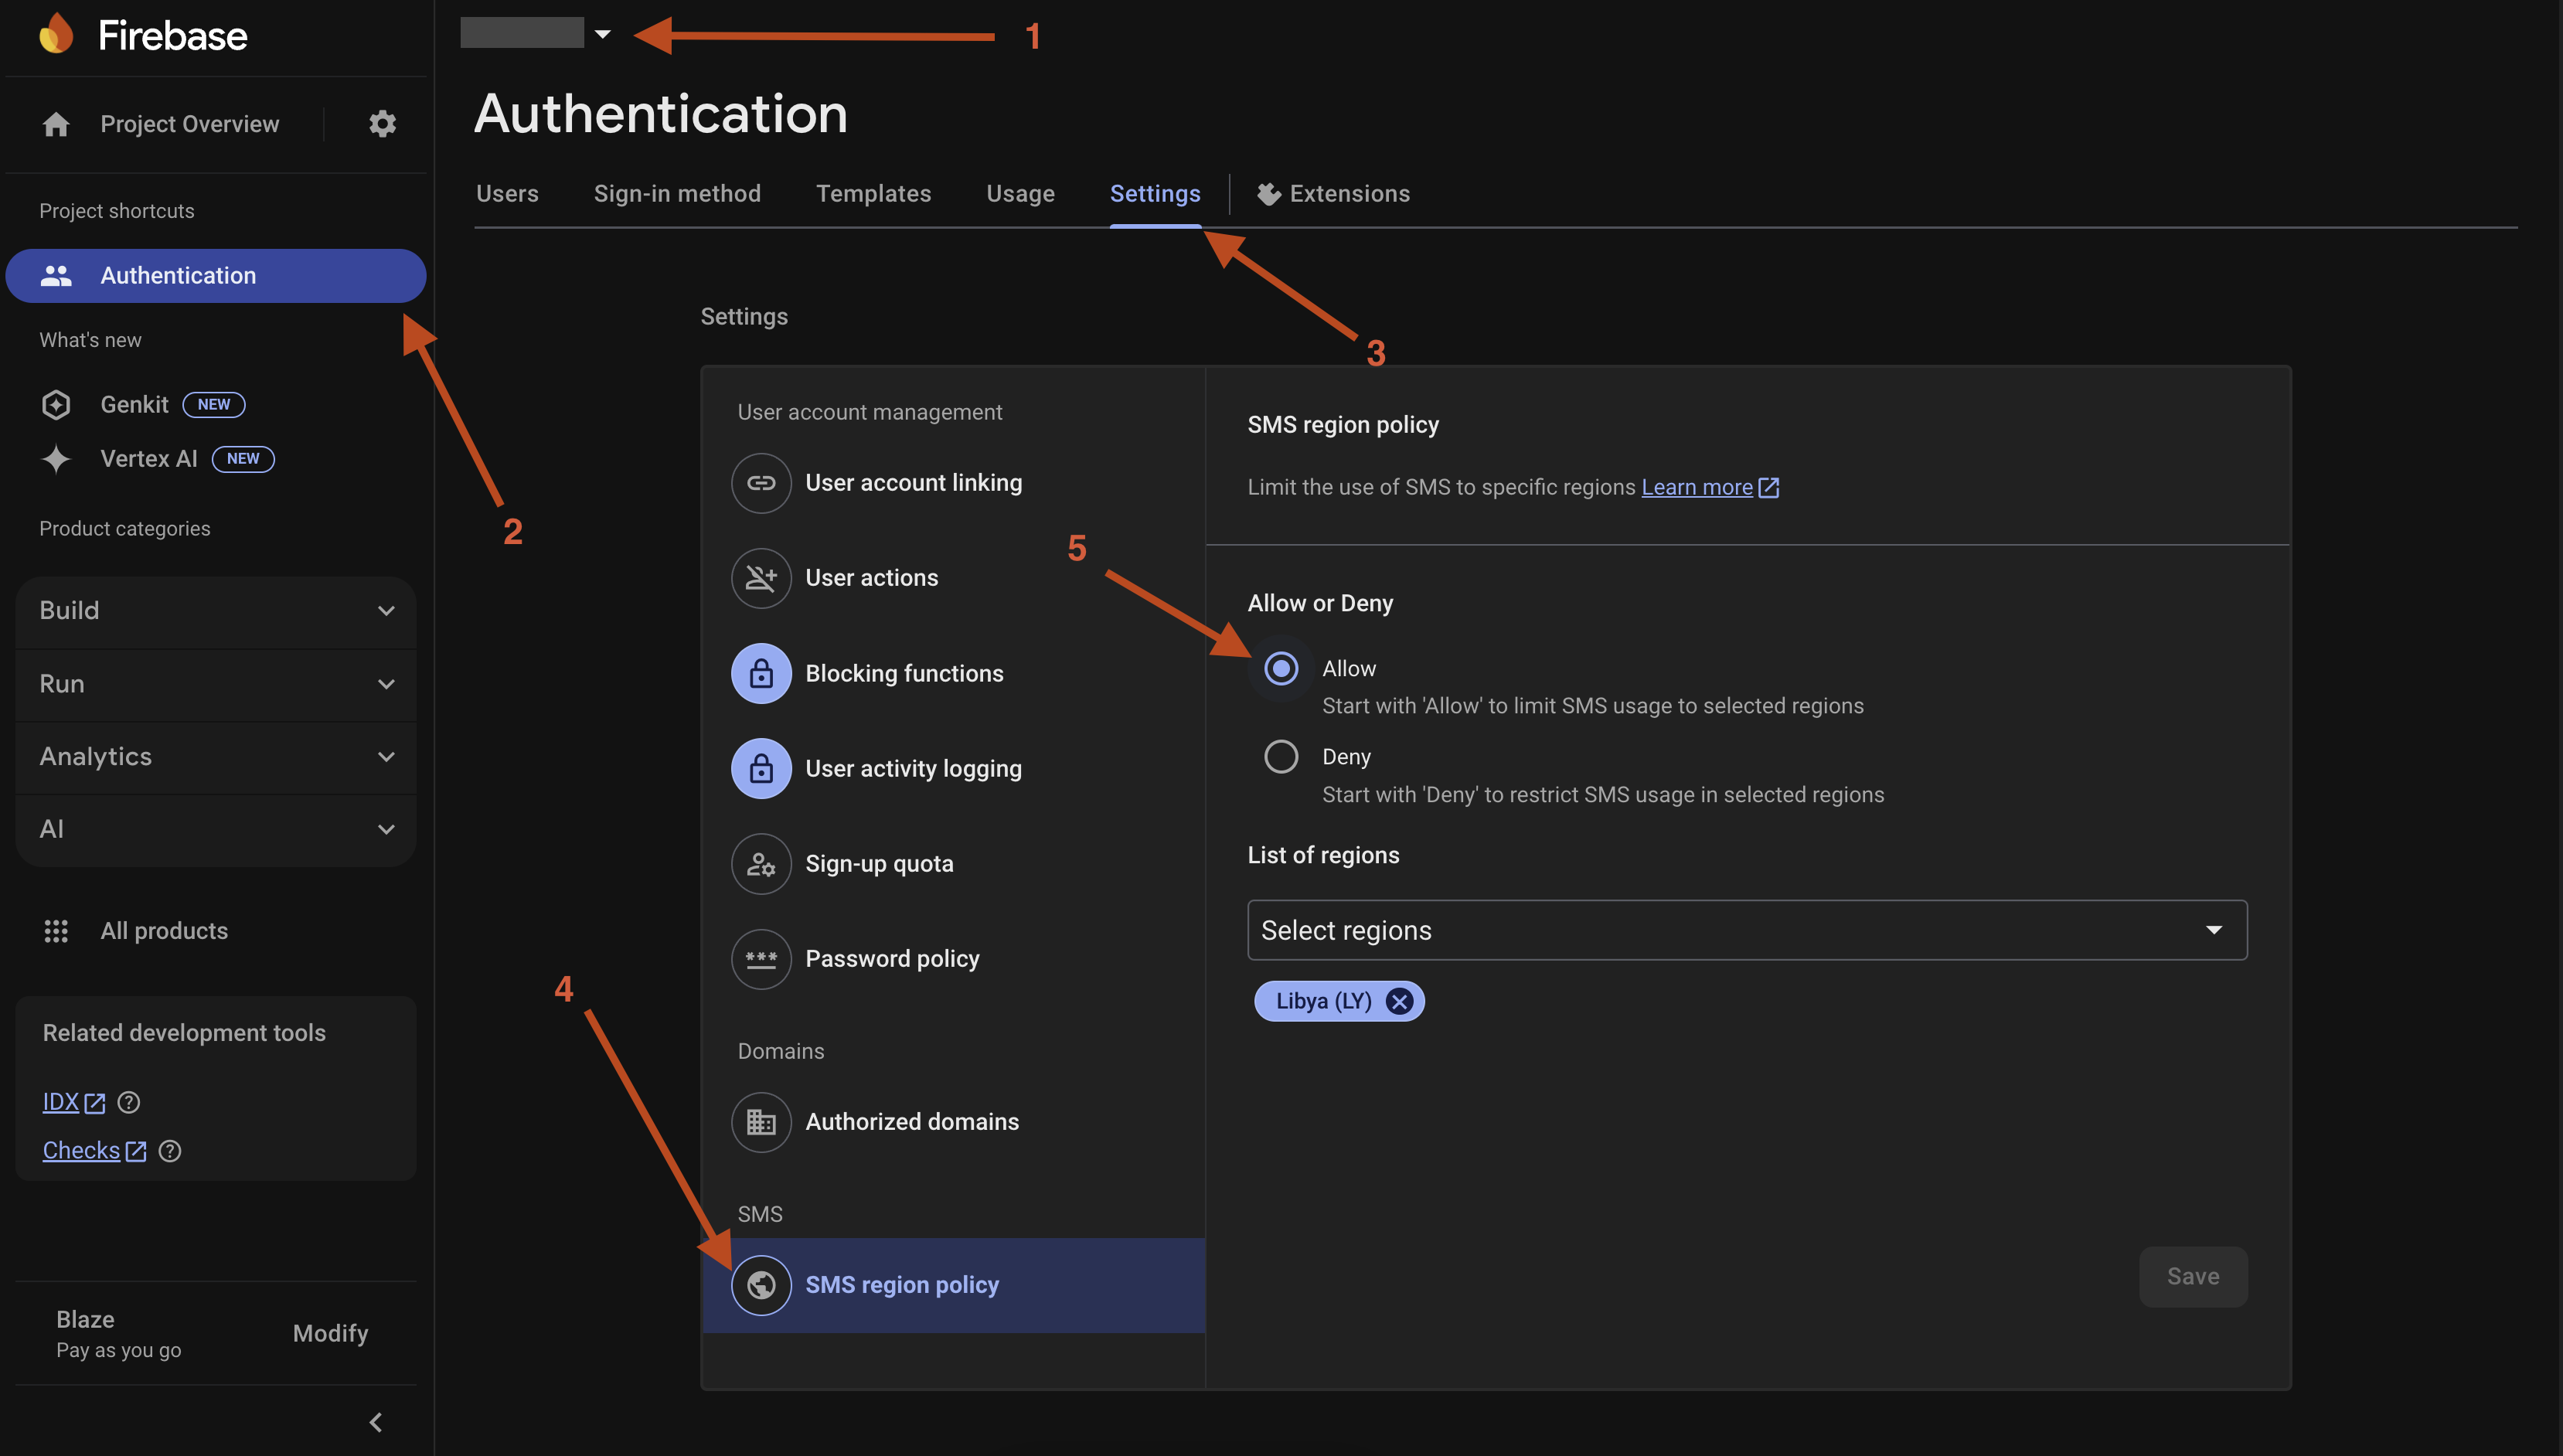 Firebase
1
Project Overview
Authentication
Users
Sign-in method
Templates
Usage
Settings
Extensions
Project shortcuts
Authentication
What's new
Genkit NEW
Vertex AI NEW
2
Product categories
Build
Run
Analytics
AI
All products
Related development tools
IDX
Checks
Blaze
Pay as you go
Modify
3
Settings
User account management
User account linking
User actions
Blocking functions
User activity logging
Sign-up quota
*** Password policy
4
Domains
Authorized domains
SMS
SMS region policy
SMS region policy
Limit the use of SMS to specific regions Learn more
5
Allow or Deny
Allow
Start with 'Allow' to limit SMS usage to selected regions
Deny
Start with 'Deny' to restrict SMS usage in selected regions
List of regions
Select regions
Libya (LY)
Save